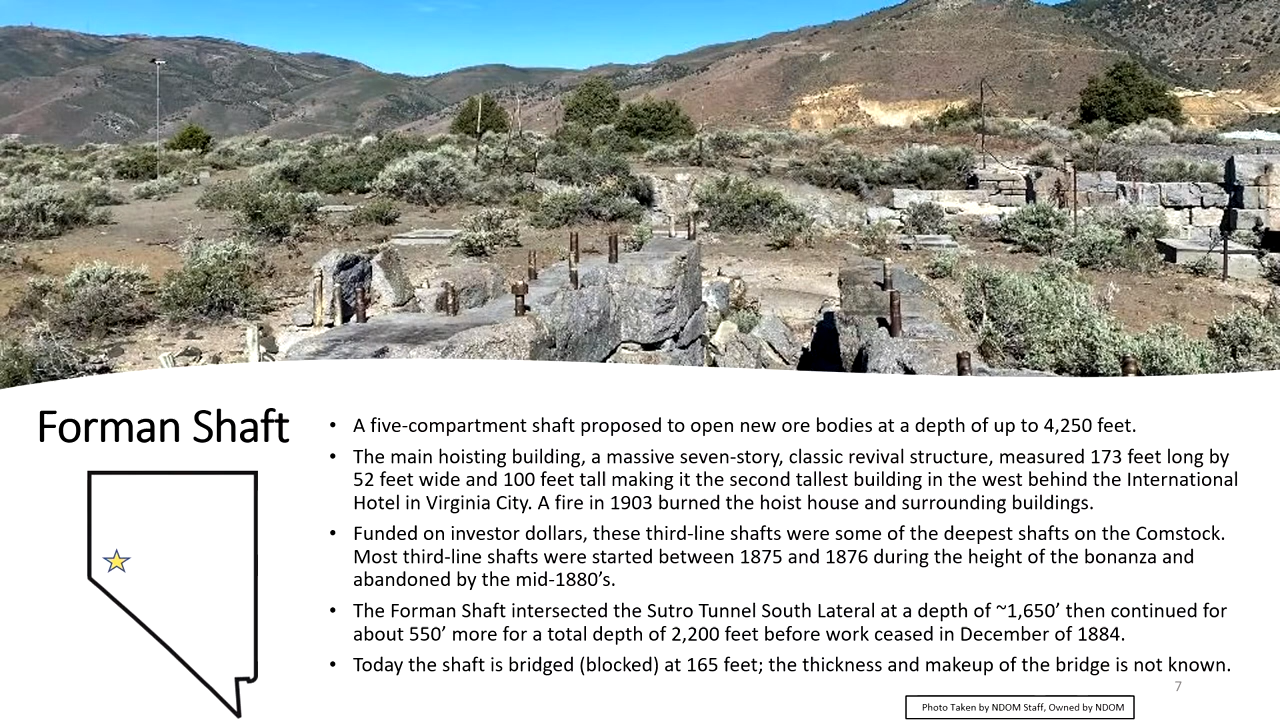 Forman Shaft
• A five-compartment shaft proposed to open new ore bodies at a depth of up to 4,250 feet.
• The main hoisting building, a massive seven-story, classic revival structure, measured 173 feet long by
52 feet wide and 100 feet tall making it the second tallest building in the west behind the International
Hotel in Virginia City. A fire in 1903 burned the hoist house and surrounding buildings.
• Funded on investor dollars, these third-line shafts were some of the deepest shafts on the Comstock.
Most third-line shafts were started between 1875 and 1876 during the height of the bonanza and
abandoned by the mid-1880’s.
• The Forman Shaft intersected the Sutro Tunnel South Lateral at a depth of ~1,650’ then continued for
about 550’ more for a total depth of 2,200 feet before work ceased in December of 1884.
• Today the shaft is bridged (blocked) at 165 feet; the thickness and makeup of the bridge is not known.
7
Photo Taken by NDOM Staff, Owned by NDOM